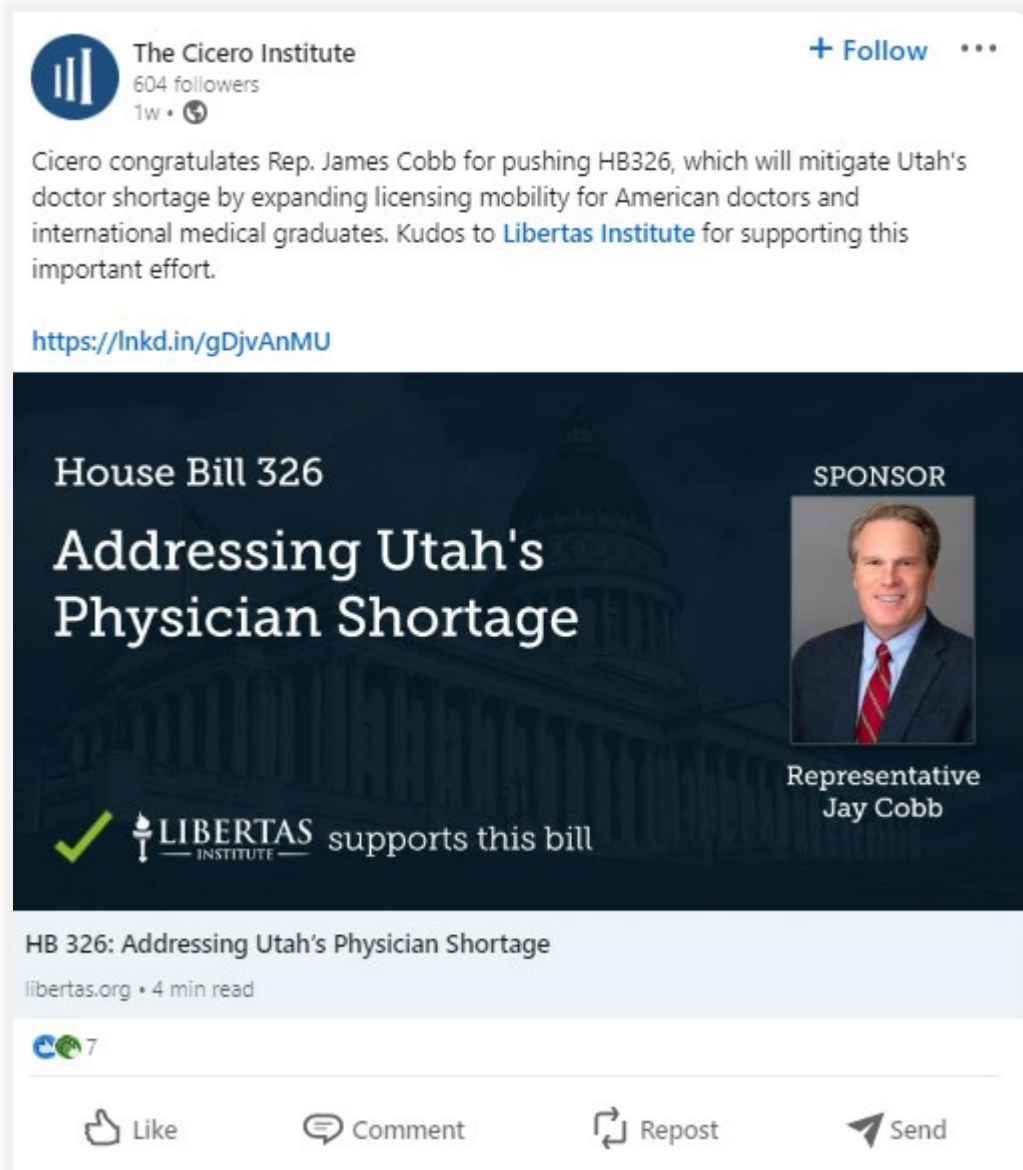 The Cicero Institute
604 followers
1w •
+ Follow •••
Cicero congratulates Rep. James Cobb for pushing HB326, which will mitigate Utah's
doctor shortage by expanding licensing mobility for American doctors and
international medical graduates. Kudos to Libertas Institute for supporting this
important effort.
https://lnkd.in/gDjvAnMU
House Bill 326
Addressing Utah's
Physician Shortage
LIBERTAS
INSTITUTE
supports this bill
SPONSOR
Representative
Jay Cobb
HB 326: Addressing Utah's Physician Shortage
libertas.org • 4 min read
7
Like
Comment
Repost
Send